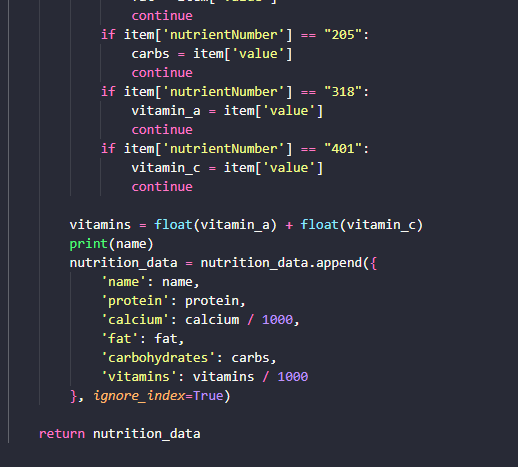 continue
if item['nutrientNumber'] == "205":
carbs = item['value']
continue
if item['nutrientNumber'] == "318":
vitamin_a = item['value']
continue
if item['nutrientNumber'] == "401":
vitamin_c = item['value']
continue
vitamins = float(vitamin_a) + float(vitamin_c)
print(name)
nutrition_data = nutrition_data.append({
'name': name,
'protein': protein,
'calcium': calcium / 1000,
'fat': fat,
'carbohydrates': carbs,
'vitamins': vitamins / 1000
}, ignore_index=True)
return nutrition_data